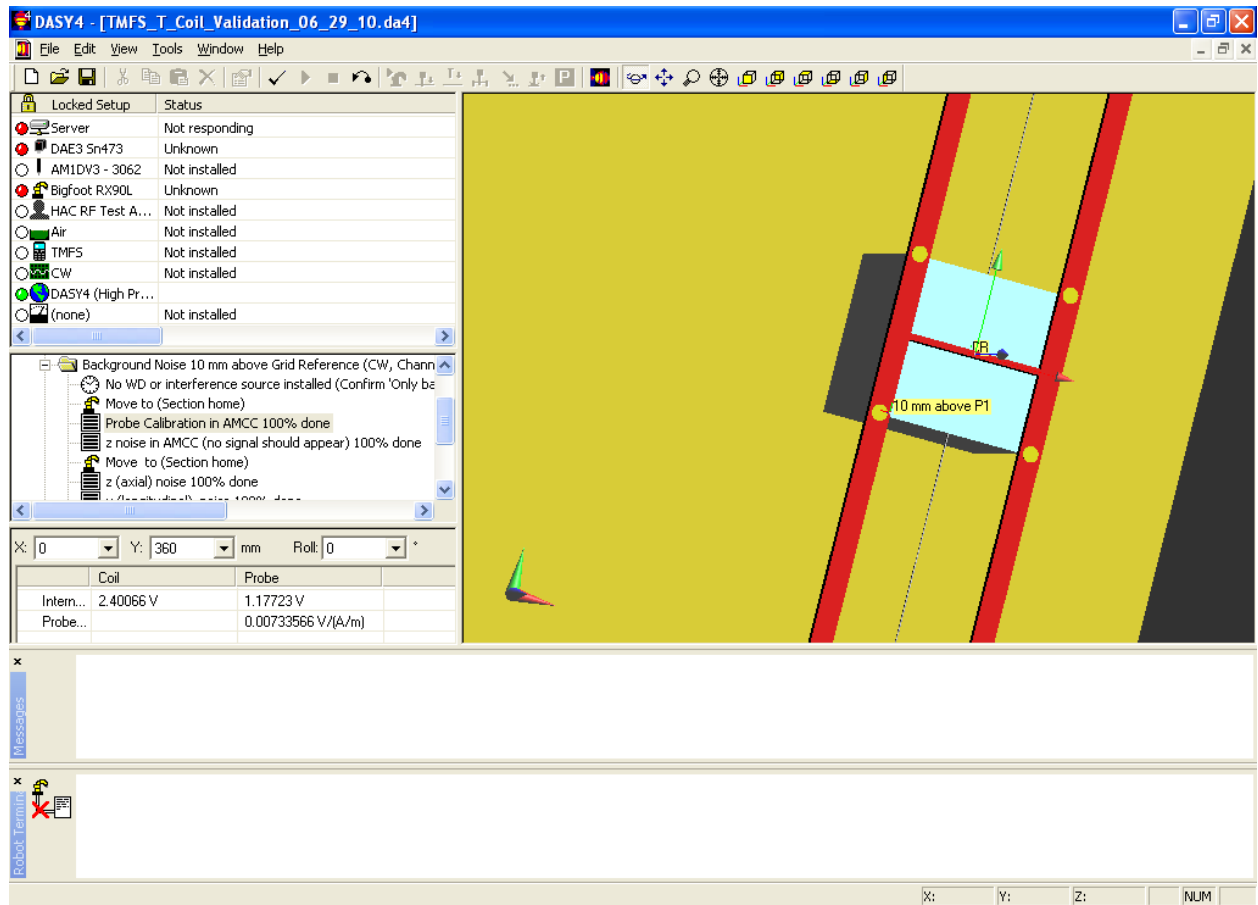 DASY4 - [TMFS_T_Coil_Validation_06_29_10.da4]
File Edit View Tools Window Help
Locked Setup Status
Server Not responding
DAE3 Sn473 Unknown
AM1DV3 - 3062 Not installed
Bigfoot RX90L Unknown
HAC RF Test A... Not installed
Air Not installed
TMFS Not installed
CW Not installed
DASY4 (High Pr...
(none) Not installed
Background Noise 10 mm above Grid Reference (CW, Chann
No WD or interference source installed (Confirm 'Only ba
Move to (Section home)
Probe Calibration in AMCC 100% done
z noise in AMCC (no signal should appear) 100% done
Move to (Section home)
z (axial) noise 100% done
X: 0 Y: 360 mm Roll: 0 °
Coil Probe
Intern... 2.40066 V 1.17723 V
Probe... 0.00733566 V/(A/m)
10 mm above P1
Messages
Robot Termin
X: Y: Z: NUM